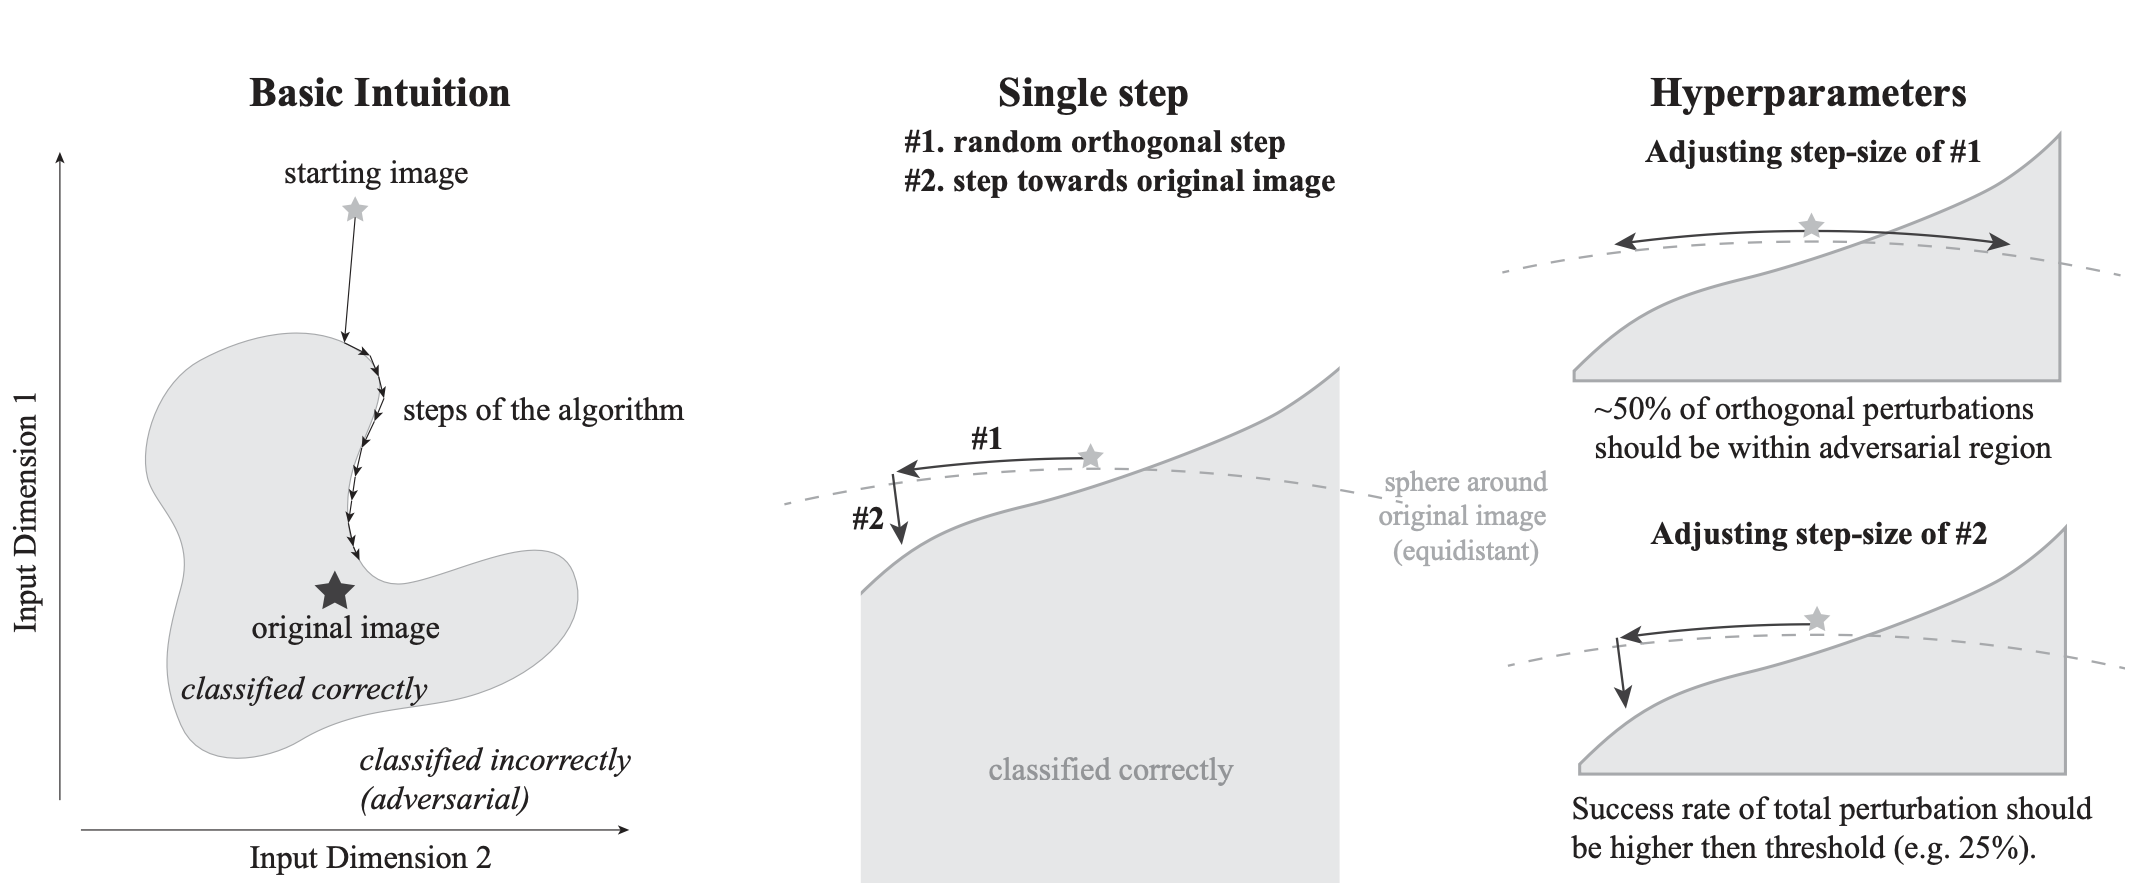 Basic Intuition
starting image
steps of the algorithm
original image
classified correctly
classified incorrectly
(adversarial)
Input Dimension 1
Input Dimension 2
Single step
#1. random orthogonal step
#2. step towards original image
#1
#2
sphere around
original image
(equidistant)
classified correctly
Hyperparameters
Adjusting step-size of #1
~50% of orthogonal perturbations
should be within adversarial region
Adjusting step-size of #2
Success rate of total perturbation should
be higher then threshold (e.g. 25%).